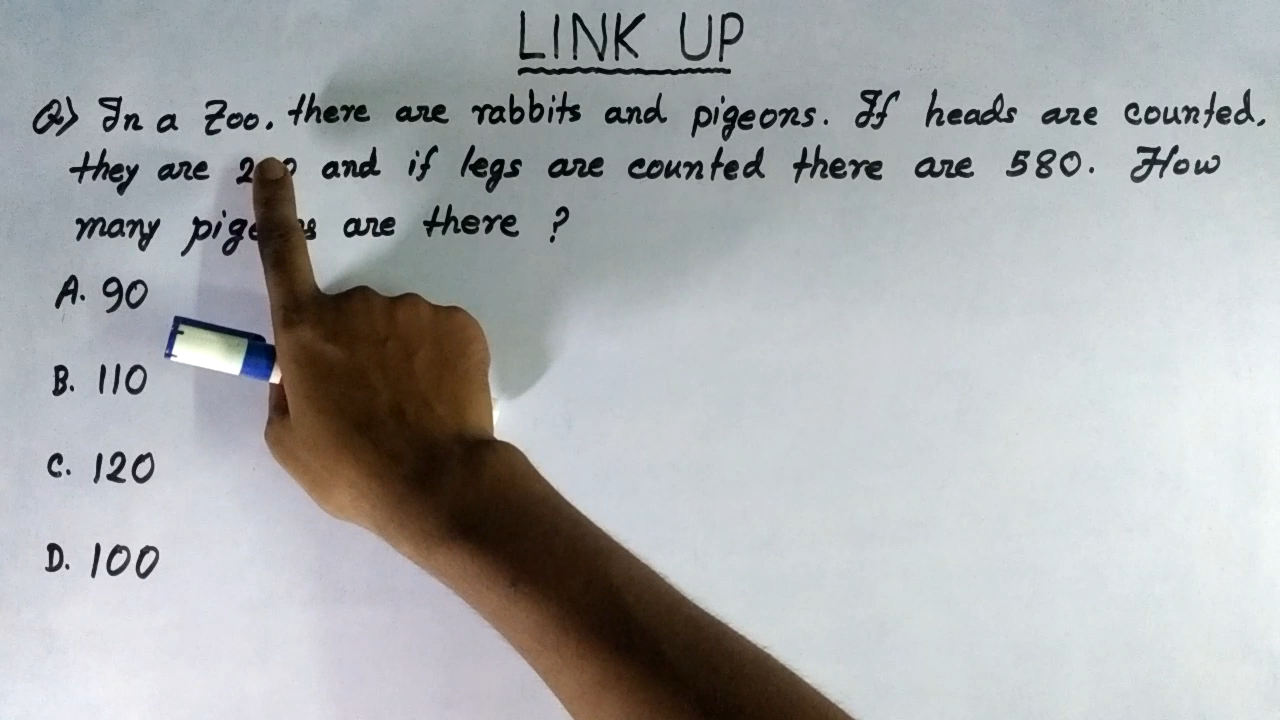 LINK UP
Q) In a Zoo, there are rabbits and pigeons. If heads are counted,
they are and if legs are counted there are 580. How
many are there ?
A. 90
B. 110
C. 120
D. 100